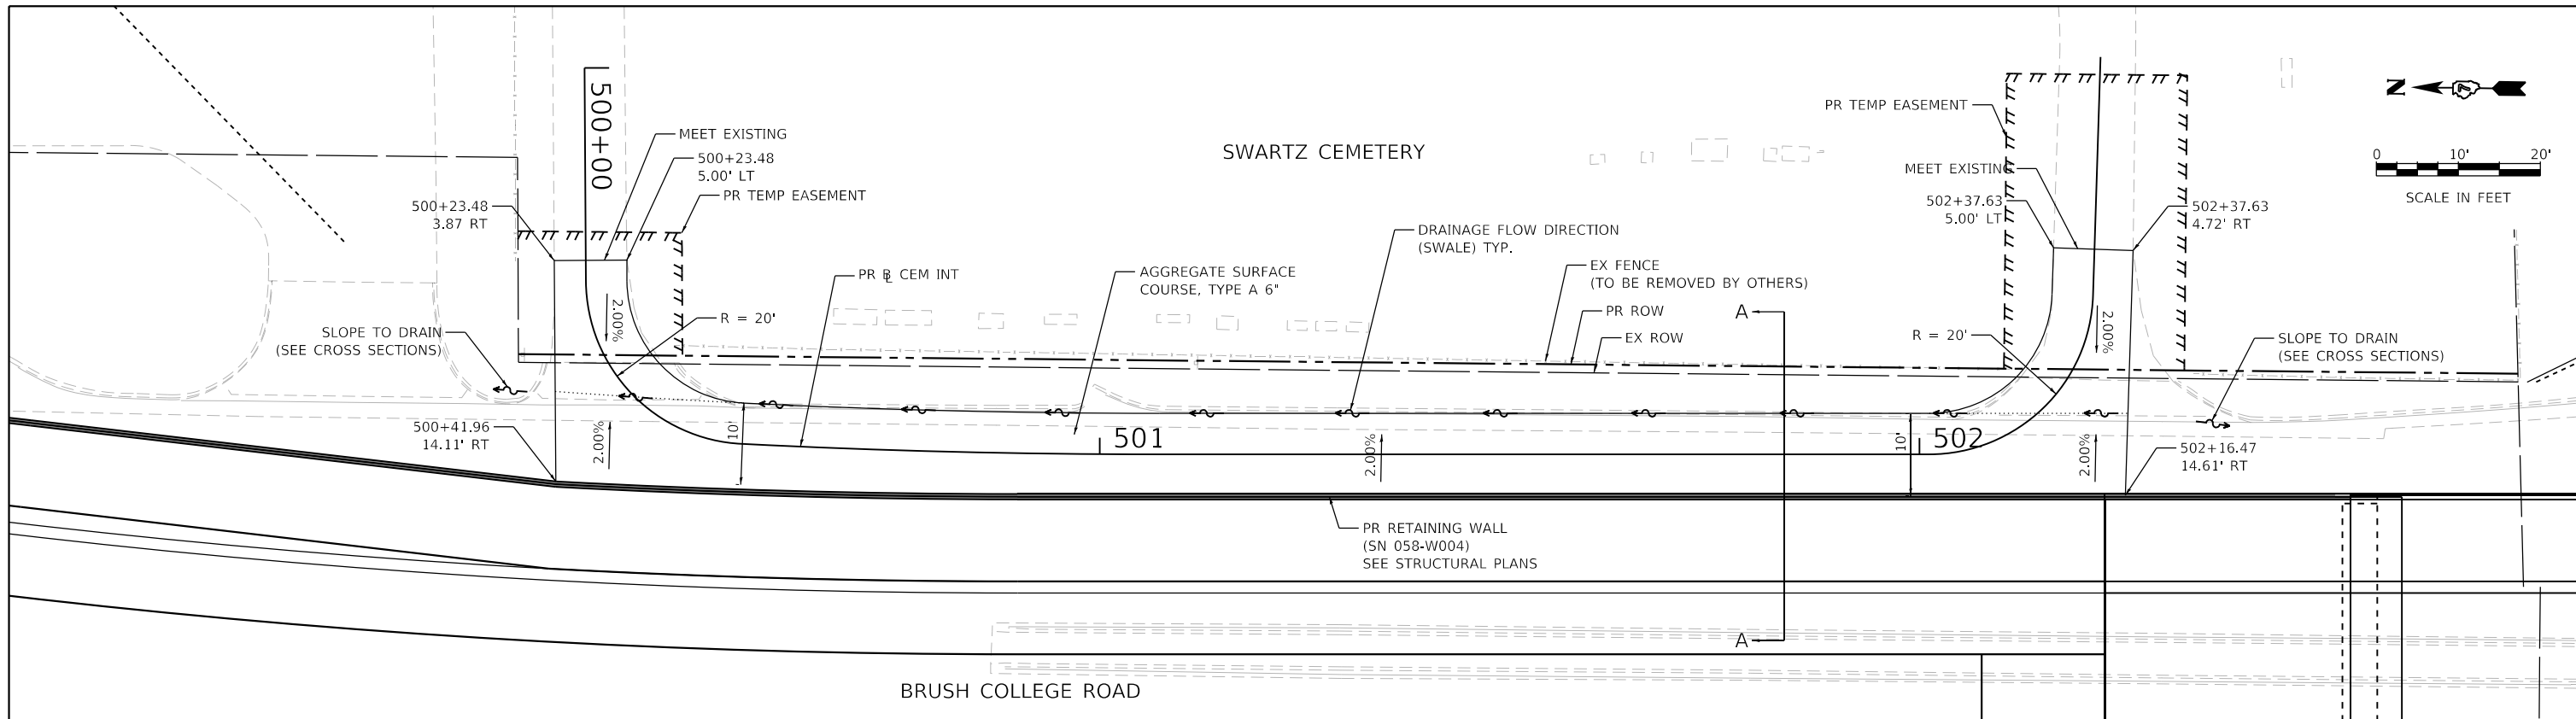 500+00
MEET EXISTING
500+23.48
5.00' LT
PR TEMP EASEMENT
500+23.48
3.87 RT
SWARTZ CEMETERY
PR TEMP EASEMENT
MEET EXISTING
502+37.63
5.00' LT
502+37.63
4.72' RT
N
0 10' 20'
SCALE IN FEET
DRAINAGE FLOW DIRECTION
(SWALE) TYP.
PR BL CEM INT
AGGREGATE SURFACE
COURSE, TYPE A 6"
EX FENCE
(TO BE REMOVED BY OTHERS)
PR ROW
EX ROW
A
2.00%
R = 20'
SLOPE TO DRAIN
(SEE CROSS SECTIONS)
R = 20'
2.00%
SLOPE TO DRAIN
(SEE CROSS SECTIONS)
500+41.96
14.11' RT
2.00%
10'
501
2.00%
10'
502
2.00%
502+16.47
14.61' RT
PR RETAINING WALL
(SN 058-W004)
SEE STRUCTURAL PLANS
A
BRUSH COLLEGE ROAD